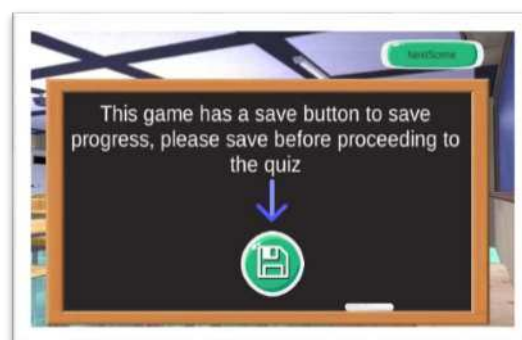 NextScene
This game has a save button to save
progress, please save before proceeding to
the quiz